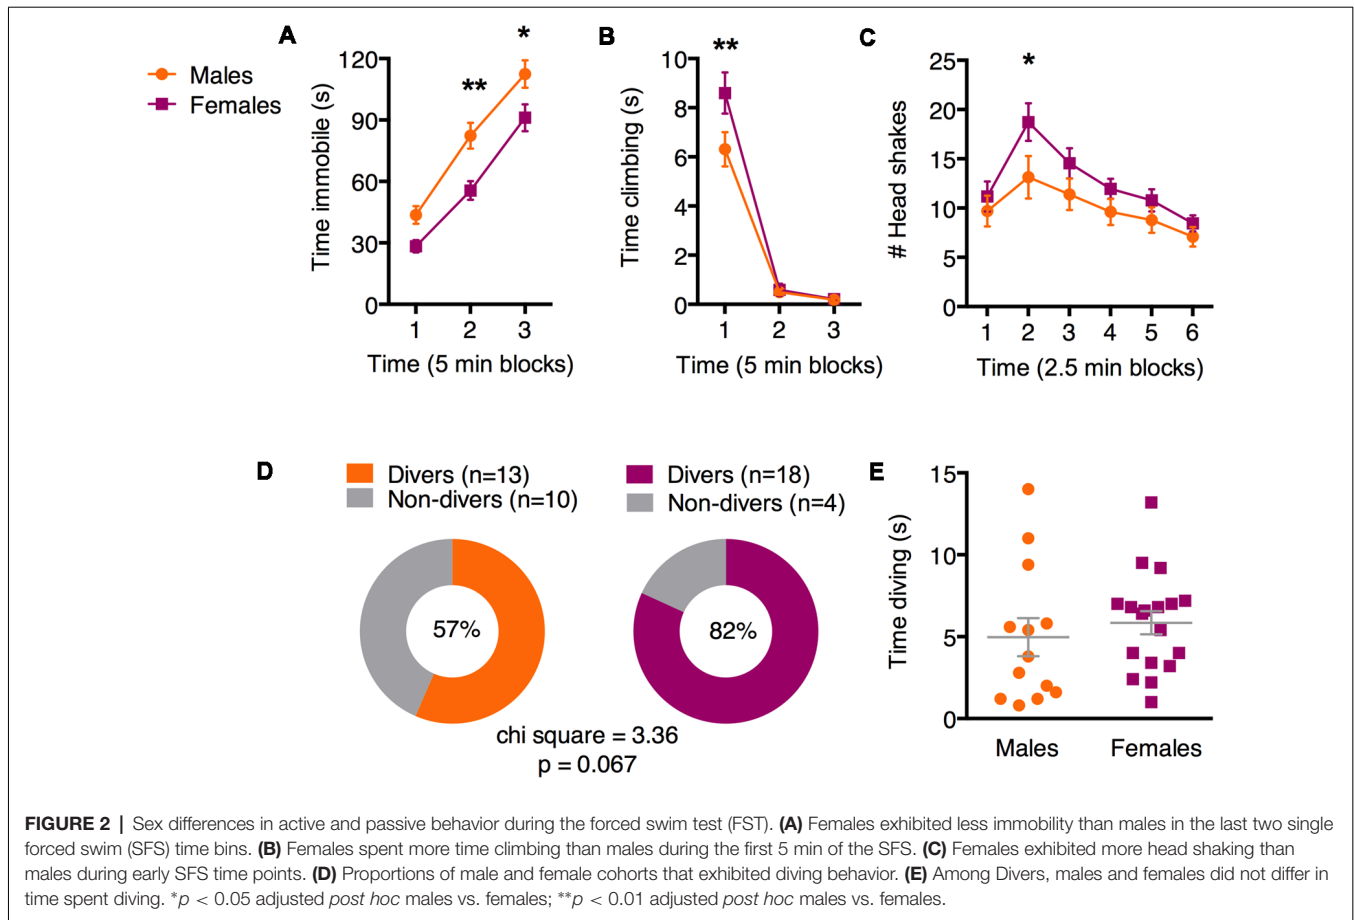 A
B
C
Males
Females
Time immobile (s)
120
90
60
30
0
**
*
1 2 3
Time (5 min blocks)
Time climbing (s)
10
8
6
4
2
0
**
1 2 3
Time (5 min blocks)
# Head shakes
25
20
15
10
5
0
*
1 2 3 4 5 6
Time (2.5 min blocks)
D
Divers (n=13)
Non-divers (n=10)
Divers (n=18)
Non-divers (n=4)
57%
82%
chi square = 3.36
p = 0.067
E
Time diving (s)
15
10
5
0
Males
Females
FIGURE 2 | Sex differences in active and passive behavior during the forced swim test (FST). (A) Females exhibited less immobility than males in the last two single
forced swim (SFS) time bins. (B) Females spent more time climbing than males during the first 5 min of the SFS. (C) Females exhibited more head shaking than
males during early SFS time points. (D) Proportions of male and female cohorts that exhibited diving behavior. (E) Among Divers, males and females did not differ in
time spent diving. *p < 0.05 adjusted post hoc males vs. females; **p < 0.01 adjusted post hoc males vs. females.